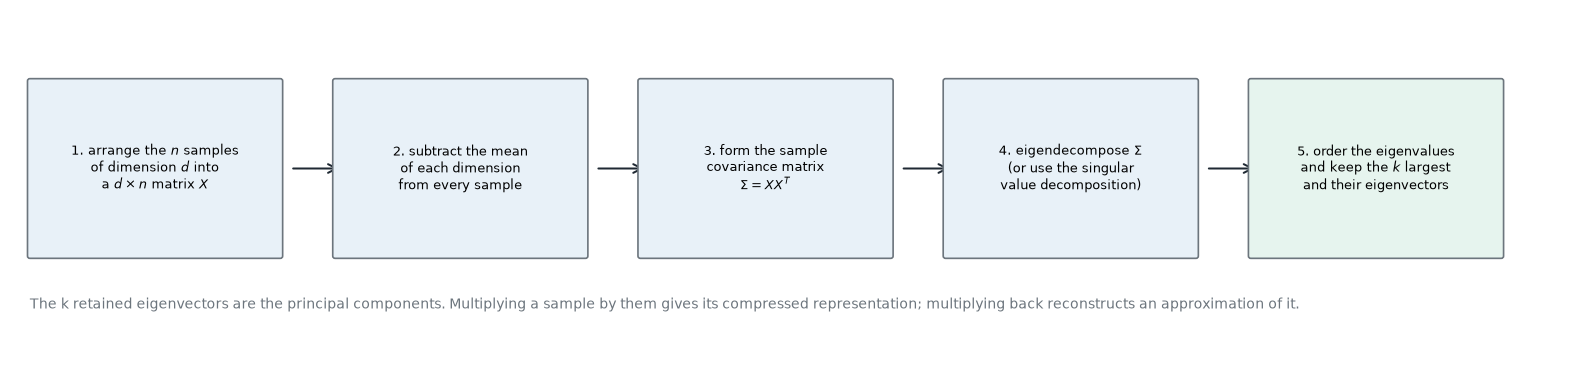 1. arrange the n samples
of dimension d into
a d × n matrix X
2. subtract the mean
of each dimension
from every sample
3. form the sample
covariance matrix
Σ = XXᵀ
4. eigendecompose Σ
(or use the singular
value decomposition)
5. order the eigenvalues
and keep the k largest
and their eigenvectors
The k retained eigenvectors are the principal components. Multiplying a sample by them gives its compressed representation; multiplying back reconstructs an approximation of it.